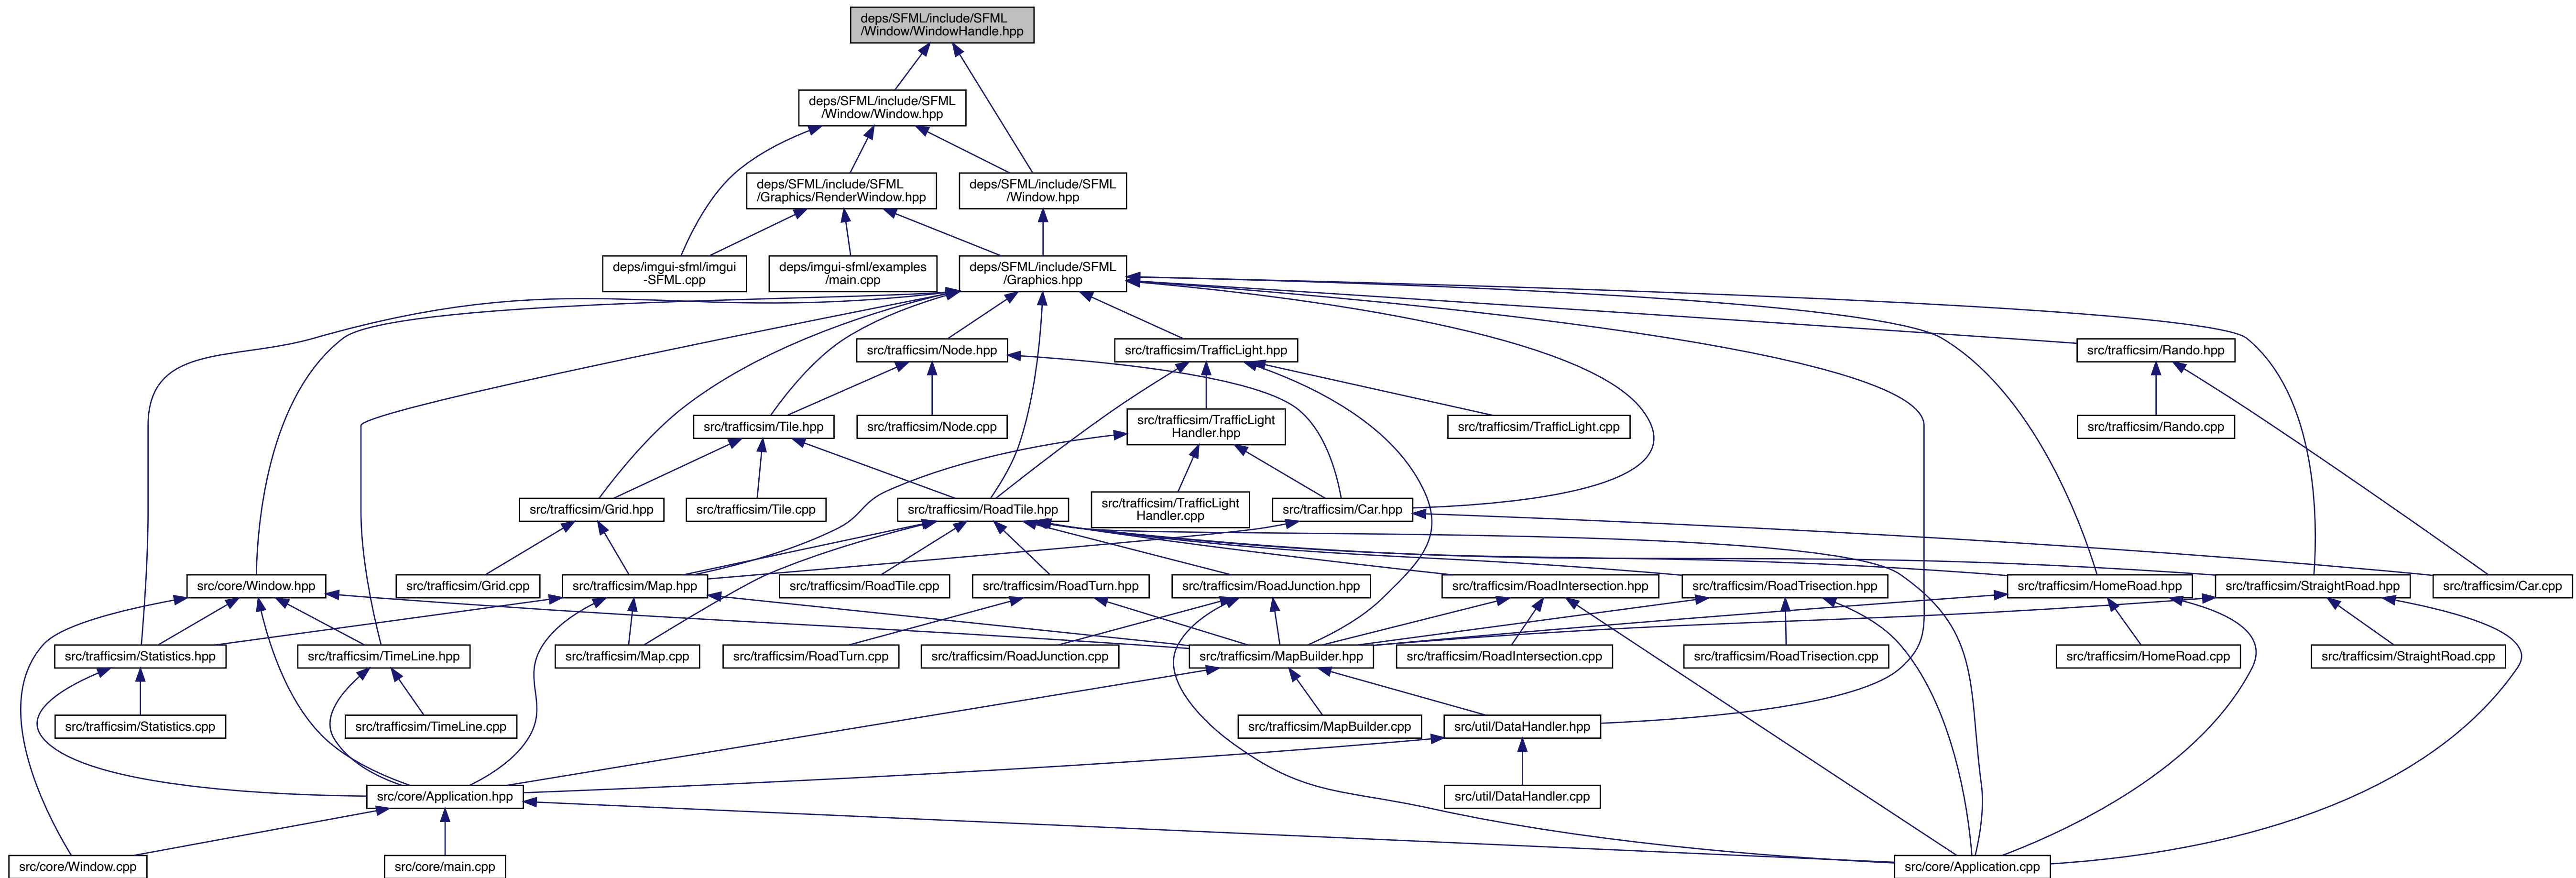 deps/SFML/include/SFML
/Window/WindowHandle.hpp
deps/SFML/include/SFML
/Window/Window.hpp
deps/SFML/include/SFML
/Graphics/RenderWindow.hpp
deps/SFML/include/SFML
/Window.hpp
deps/imgui-sfml/imgui
-SFML.cpp
deps/imgui-sfml/examples
/main.cpp
deps/SFML/include/SFML
/Graphics.hpp
src/trafficsim/Node.hpp
src/trafficsim/TrafficLight.hpp
src/trafficsim/Rando.hpp
src/trafficsim/Tile.hpp
src/trafficsim/Node.cpp
src/trafficsim/TrafficLight
Handler.hpp
src/trafficsim/TrafficLight.cpp
src/trafficsim/Rando.cpp
src/trafficsim/Grid.hpp
src/trafficsim/Tile.cpp
src/trafficsim/RoadTile.hpp
src/trafficsim/TrafficLight
Handler.cpp
src/trafficsim/Car.hpp
src/core/Window.hpp
src/trafficsim/Grid.cpp
src/trafficsim/Map.hpp
src/trafficsim/RoadTile.cpp
src/trafficsim/RoadTurn.hpp
src/trafficsim/RoadJunction.hpp
src/trafficsim/RoadIntersection.hpp
src/trafficsim/RoadTrisection.hpp
src/trafficsim/HomeRoad.hpp
src/trafficsim/StraightRoad.hpp
src/trafficsim/Car.cpp
src/trafficsim/Statistics.hpp
src/trafficsim/TimeLine.hpp
src/trafficsim/Map.cpp
src/trafficsim/RoadTurn.cpp
src/trafficsim/RoadJunction.cpp
src/trafficsim/MapBuilder.hpp
src/trafficsim/RoadIntersection.cpp
src/trafficsim/RoadTrisection.cpp
src/trafficsim/HomeRoad.cpp
src/trafficsim/StraightRoad.cpp
src/trafficsim/Statistics.cpp
src/trafficsim/TimeLine.cpp
src/trafficsim/MapBuilder.cpp
src/util/DataHandler.hpp
src/core/Application.hpp
src/util/DataHandler.cpp
src/core/Window.cpp
src/core/main.cpp
src/core/Application.cpp